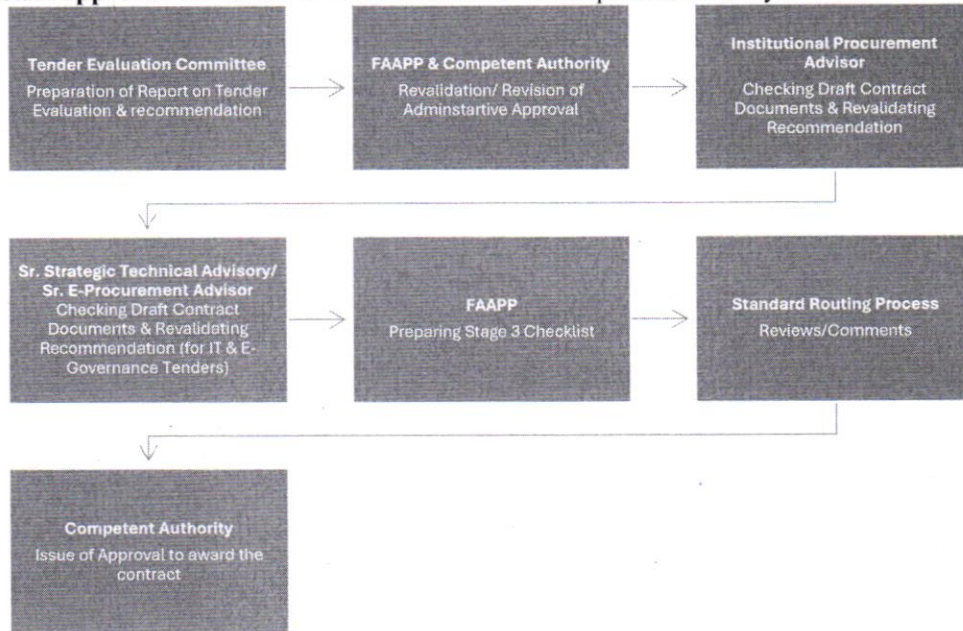 Tender Evaluation Committee
Preparation of Report on Tender
Evaluation & recommendation
FAAPP & Competent Authority
Revalidation/ Revision of
Adminstartive Approval
Institutional Procurement
Advisor
Checking Draft Contract
Documents & Revalidating
Recommendation
Sr. Strategic Technical Advisory/
Sr. E-Procurement Advisor
Checking Draft Contract
Documents & Revalidating
Recommendation (for IT & E-
Governance Tenders)
FAAPP
Preparing Stage 3 Checklist
Standard Routing Process
Reviews/Comments
Competent Authority
Issue of Approval to award the
contract